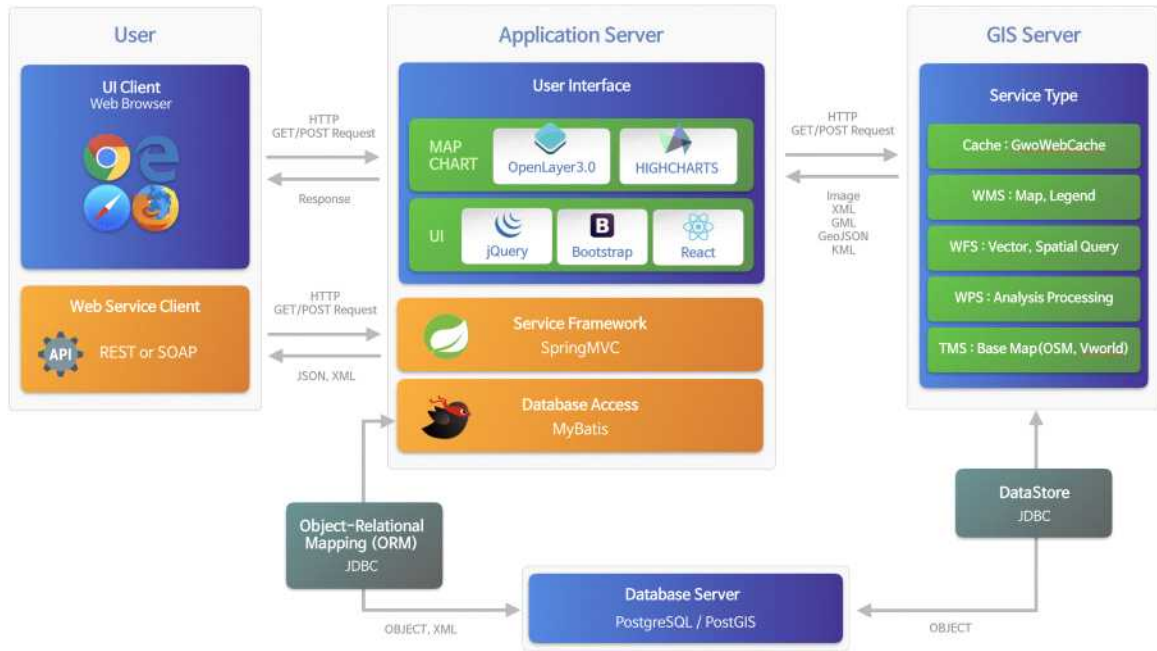 User
UI Client
Web Browser
Web Service Client
API
REST or SOAP
HTTP
GET/POST Request
Response
HTTP
GET/POST Request
JSON, XML
Application Server
User Interface
MAP
CHART
OpenLayer3.0
HIGHCHARTS
UI
jQuery
B
Bootstrap
React
Service Framework
SpringMVC
Database Access
MyBatis
HTTP
GET/POST Request
Image
XML
GML
GeoJSON
KML
GIS Server
Service Type
Cache : GwoWebCache
WMS : Map, Legend
WFS : Vector, Spatial Query
WPS : Analysis Processing
TMS : Base Map(OSM, Vworld)
Object-Relational
Mapping (ORM)
JDBC
OBJECT, XML
Database Server
PostgreSQL / PostGIS
DataStore
JDBC
OBJECT